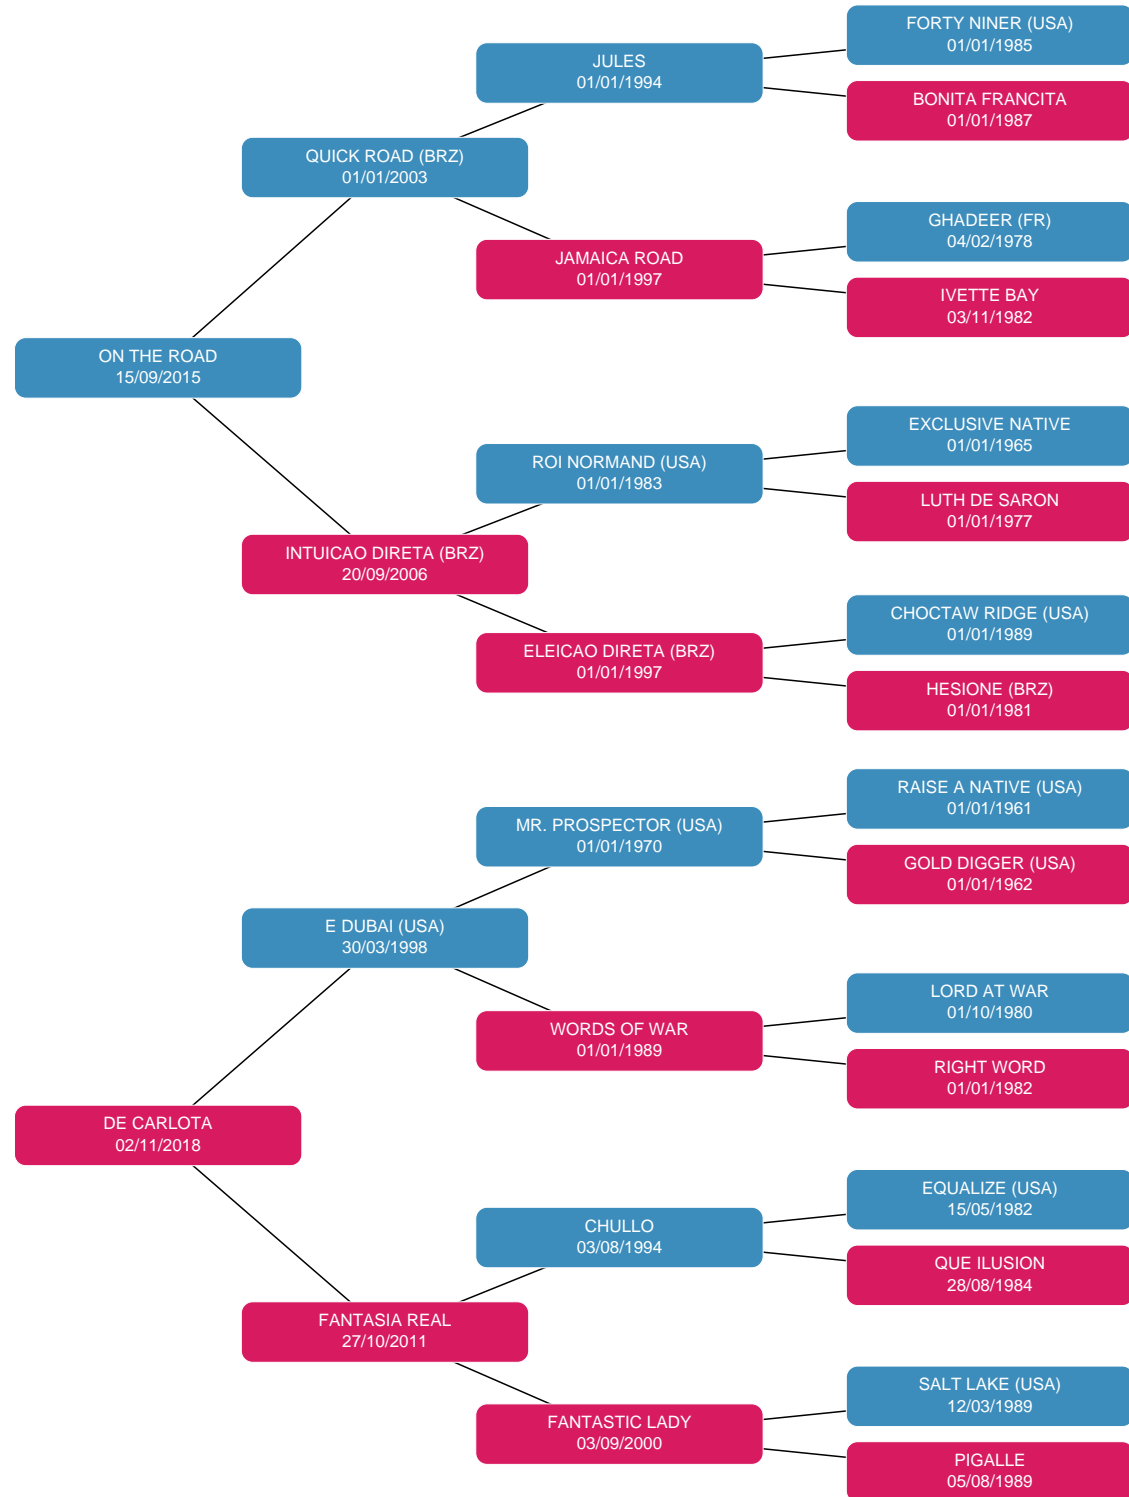 FORTY NINER (USA)
01/01/1985
JULES
01/01/1994
BONITA FRANCITA
01/01/1987
QUICK ROAD (BRZ)
01/01/2003
GHADEER (FR)
04/02/1978
JAMAICA ROAD
01/01/1997
IVETTE BAY
03/11/1982
ON THE ROAD
15/09/2015
EXCLUSIVE NATIVE
01/01/1965
ROI NORMAND (USA)
01/01/1983
LUTH DE SARON
01/01/1977
INTUICAO DIRETA (BRZ)
20/09/2006
CHOCTAW RIDGE (USA)
01/01/1989
ELEICAO DIRETA (BRZ)
01/01/1997
HESIONE (BRZ)
01/01/1981
RAISE A NATIVE (USA)
01/01/1961
MR. PROSPECTOR (USA)
01/01/1970
GOLD DIGGER (USA)
01/01/1962
E DUBAI (USA)
30/03/1998
LORD AT WAR
01/10/1980
WORDS OF WAR
01/01/1989
RIGHT WORD
01/01/1982
DE CARLOTA
02/11/2018
EQUALIZE (USA)
15/05/1982
CHULLO
03/08/1994
QUE ILUSION
28/08/1984
FANTASIA REAL
27/10/2011
SALT LAKE (USA)
12/03/1989
FANTASTIC LADY
03/09/2000
PIGALLE
05/08/1989